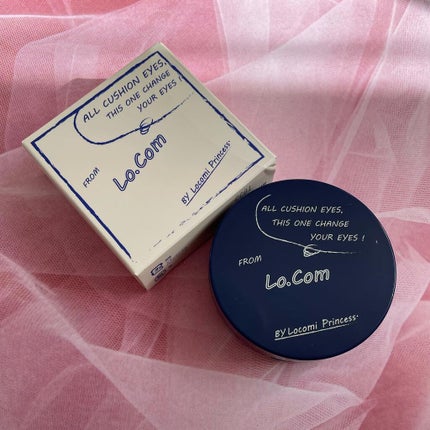 ALL CUSHION EYES,
THIS ONE CHANGE
YOUR EYES !
FROM
Lo.Com
BY Locomi Princess.
ALL CUSHION EYES,
THIS ONE CHANGE
YOUR EYES !
FROM
Lo.Com
BY Locomi Princess.